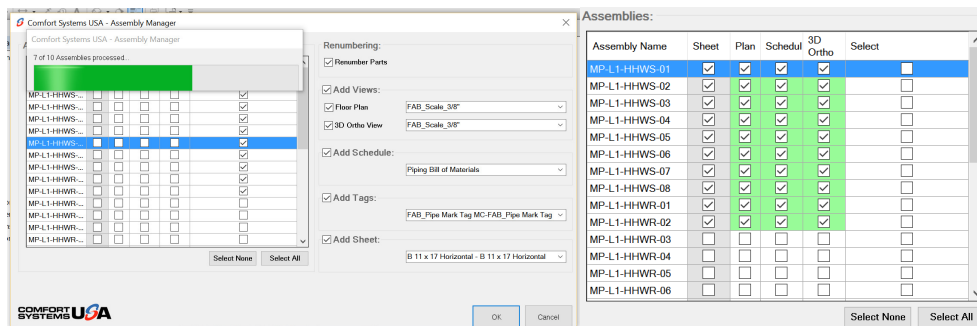 Comfort Systems USA - Assembly Manager
Comfort Systems USA - Assembly Manager
7 of 10 Assemblies processed...
MP-L1-HHWS-...
MP-L1-HHWS-...
MP-L1-HHWS-...
MP-L1-HHWS-...
MP-L1-HHWS-...
MP-L1-HHWS-...
MP-L1-HHWS-...
MP-L1-HHWR-...
MP-L1-HHWR-...
MP-L1-HHWR-...
MP-L1-HHWR-...
MP-L1-HHWR-...
MP-L1-HHWR-...
Select None Select All
Renumbering:
Renumber Parts
Add Views:
Floor Plan FAB_Scale_3/8"
3D Ortho View FAB_Scale_3/8"
Add Schedule:
Piping Bill of Materials
Add Tags:
FAB_Pipe Mark Tag MC-FAB_Pipe Mark Tag
Add Sheet:
B 11 x 17 Horizontal - B 11 x 17 Horizontal
COMFORT SYSTEMS USA
OK Cancel
Assemblies:
Assembly Name Sheet Plan Schedul 3D Ortho Select
MP-L1-HHWS-01
MP-L1-HHWS-02
MP-L1-HHWS-03
MP-L1-HHWS-04
MP-L1-HHWS-05
MP-L1-HHWS-06
MP-L1-HHWS-07
MP-L1-HHWS-08
MP-L1-HHWR-01
MP-L1-HHWR-02
MP-L1-HHWR-03
MP-L1-HHWR-04
MP-L1-HHWR-05
MP-L1-HHWR-06
Select None Select All